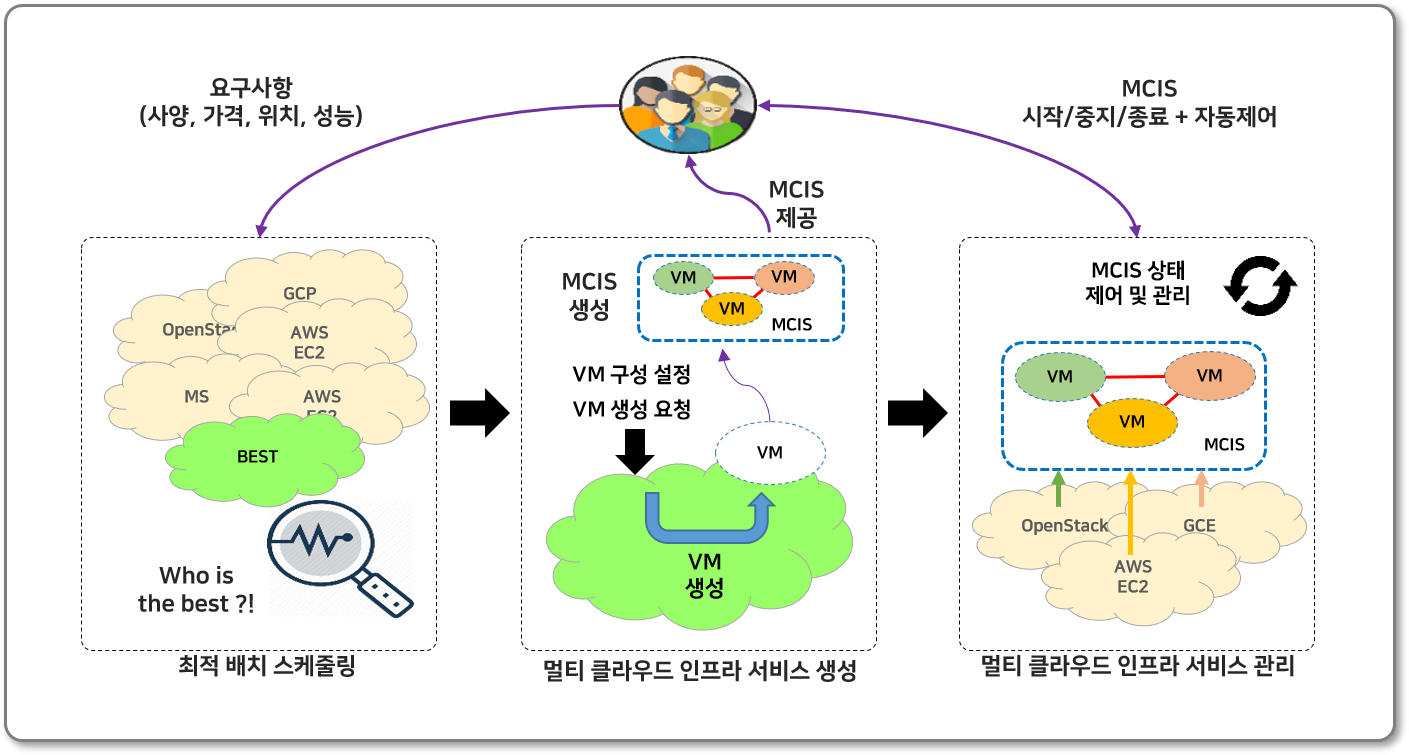 요구사항
(사양, 가격, 위치, 성능)
MCIS
시작/중지/종료 + 자동제어
MCIS
제공
GCP
OpenStac
AWS
EC2
MS
AWS
EC2
BEST
Who is
the best ?!
최적 배치 스케줄링
MCIS
생성
VM
VM
VM
MCIS
VM 구성 설정
VM 생성 요청
VM
VM
생성
멀티 클라우드 인프라 서비스 생성
MCIS 상태
제어 및 관리
VM
VM
VM
MCIS
OpenStack
GCE
AWS
EC2
멀티 클라우드 인프라 서비스 관리